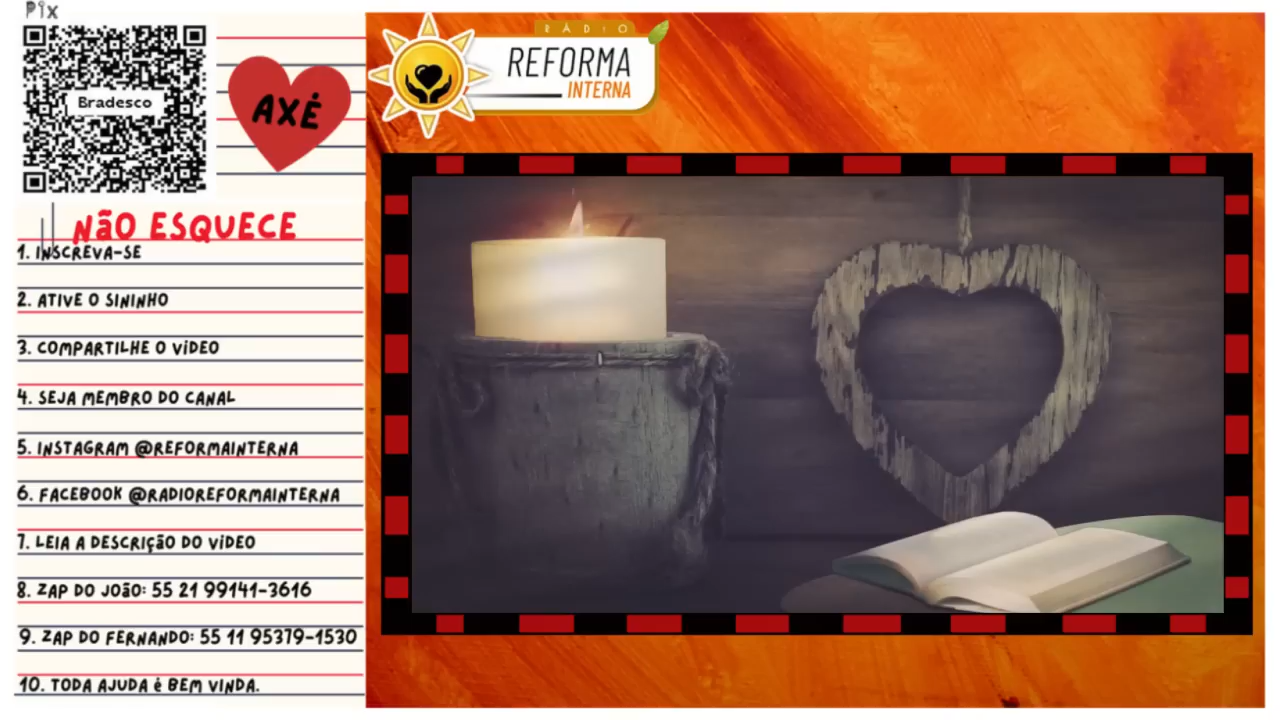 Pix
Bradesco
AXÉ
NÃO ESQUECE
1. INSCREVA-SE
2. ATIVE O SININHO
3. COMPARTILHE O VÍDEO
4. SEJA MEMBRO DO CANAL
5. INSTAGRAM @REFORMAINTERNA
6. FACEBOOK @RADIOREFORMAINTERNA
7. LEIA A DESCRIÇÃO DO VÍDEO
8. ZAP DO JOÃO: 55 21 99141-3616
9. ZAP DO FERNANDO: 55 11 95379-1530
10. TODA AJUDA É BEM VINDA.
RÁDIO
REFORMA
INTERNA